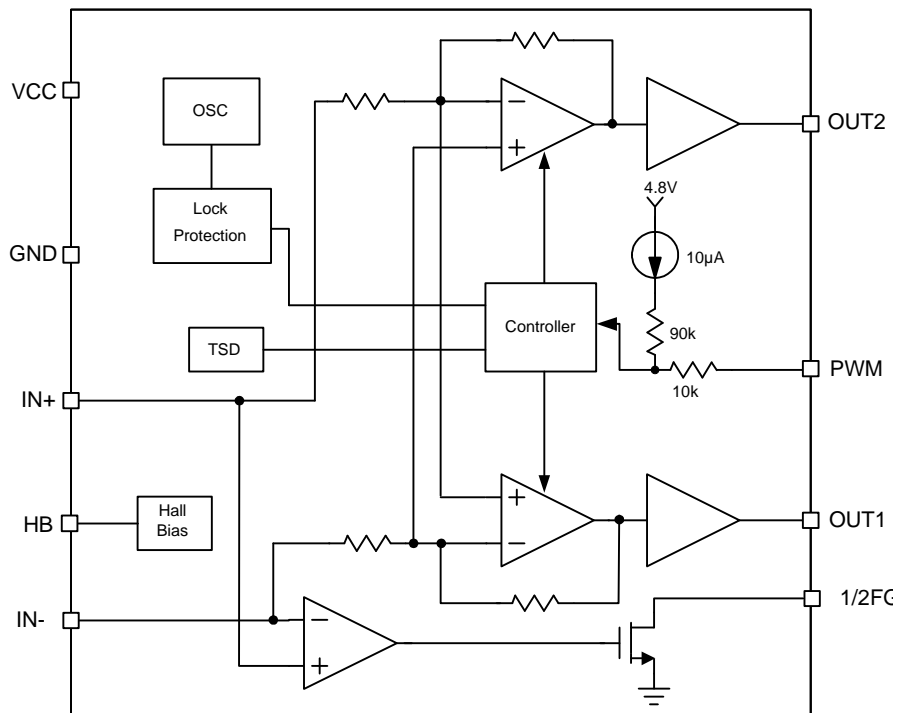 VCC
OSC
−
+
OUT2
Lock
Protection
4.8V
GND
10µA
Controller
90k
TSD
PWM
10k
IN+
HB
Hall
Bias
+
−
OUT1
1/2FG
IN-
−
+